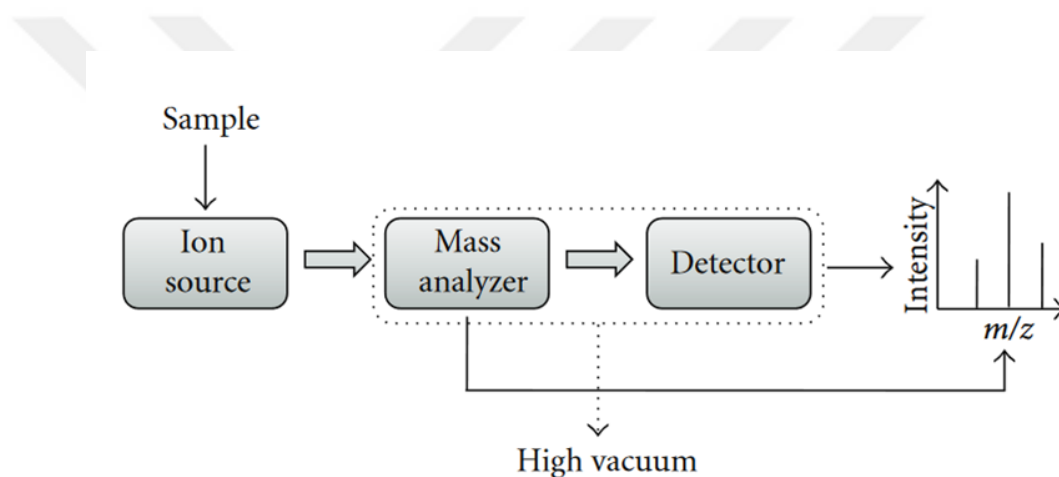 Sample
Ion
source
Mass
analyzer
Detector
Intensity
m/z
High vacuum